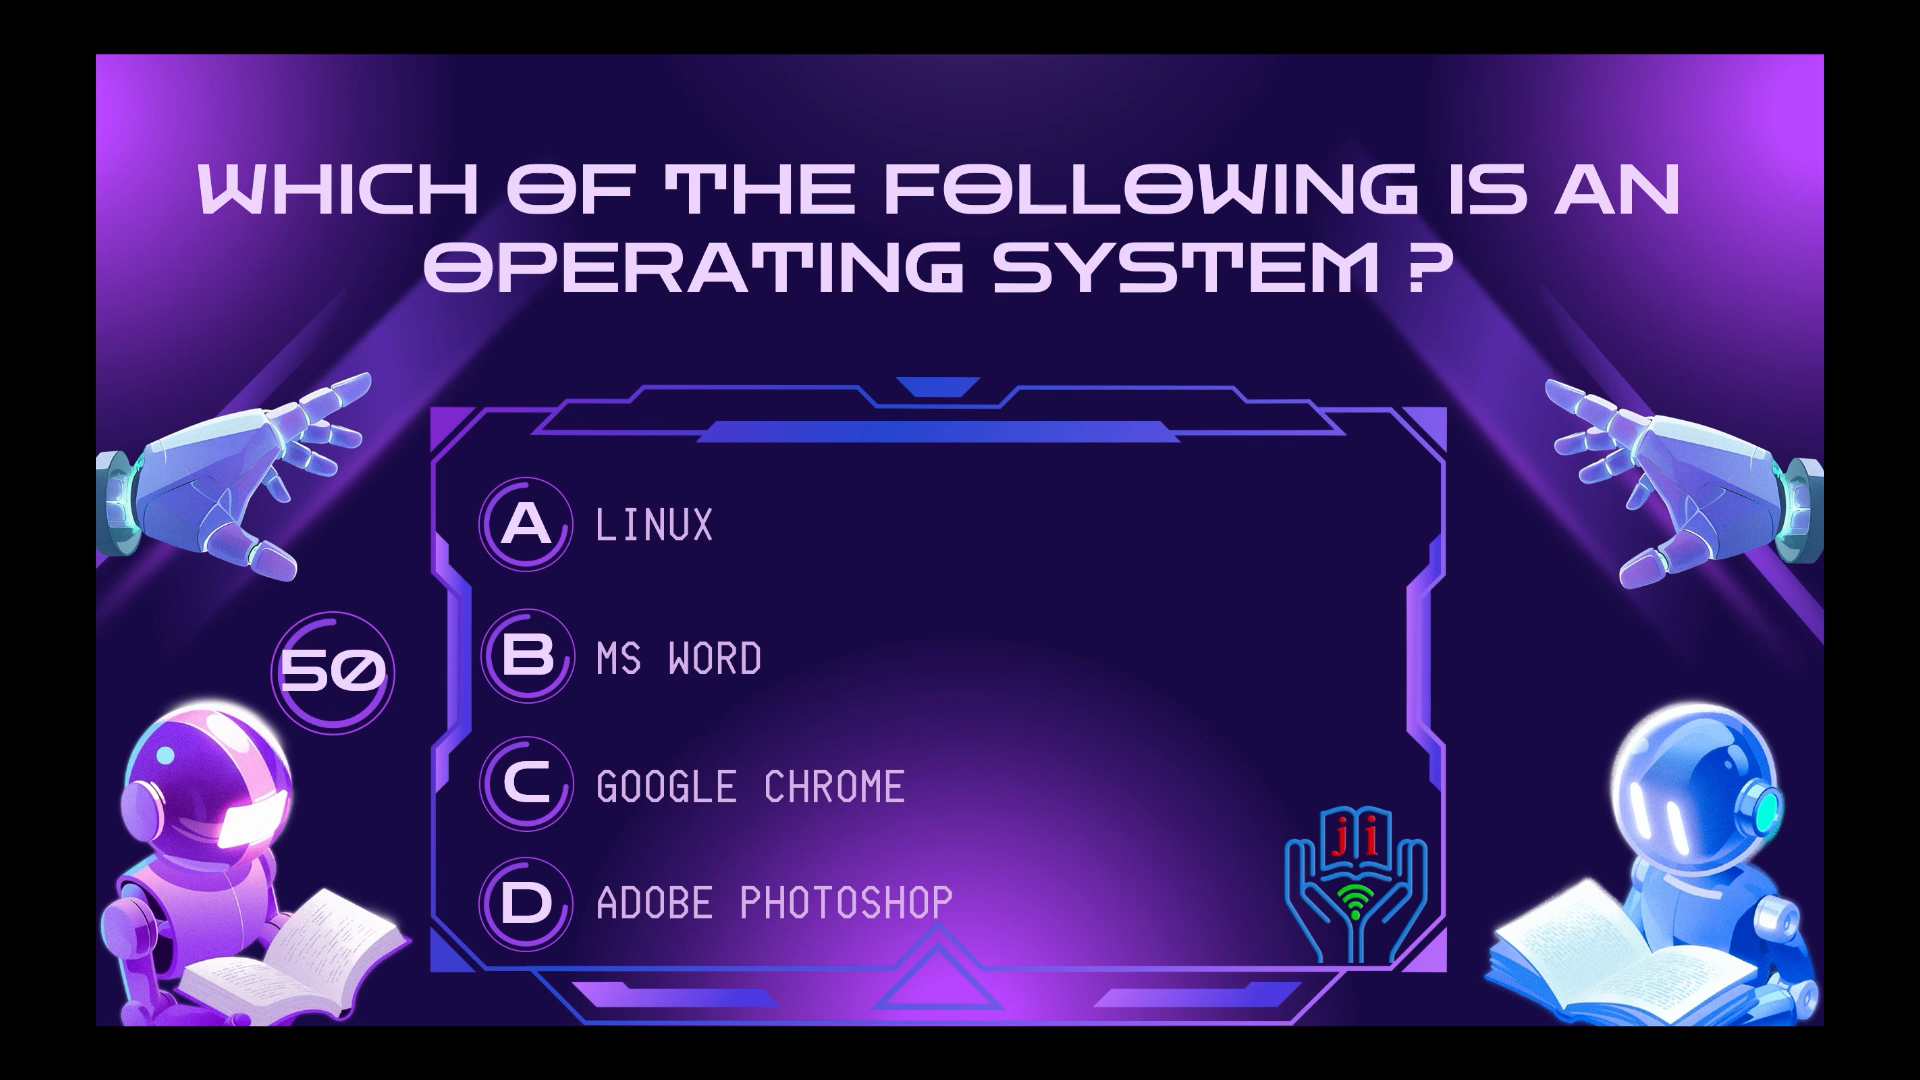 WHICH OF THE FOLLOWING IS AN
OPERATING SYSTEM ?
A LINUX
B MS WORD
50
C GOOGLE CHROME
D ADOBE PHOTOSHOP
ji